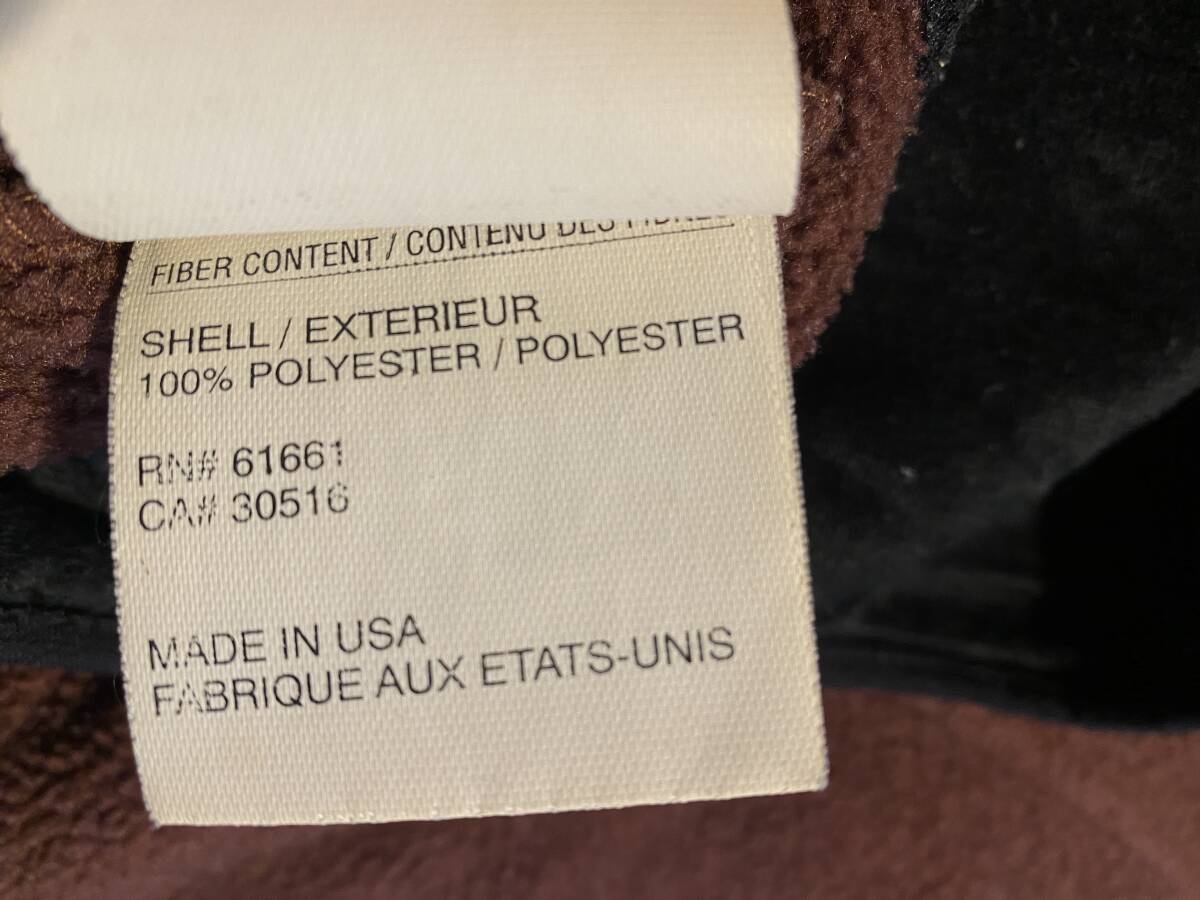 FIBER CONTENT / CONTENU DES FIBRES
SHELL / EXTERIEUR
100% POLYESTER / POLYESTER
RN# 61661
CA# 30516
MADE IN USA
FABRIQUE AUX ETATS-UNIS